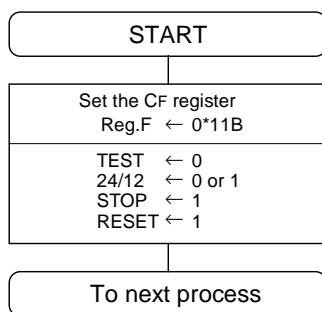 START
Set the CF register
Reg.F ← 0*11B
TEST ← 0
24/12 ← 0 or 1
STOP ← 1
RESET ← 1
To next process